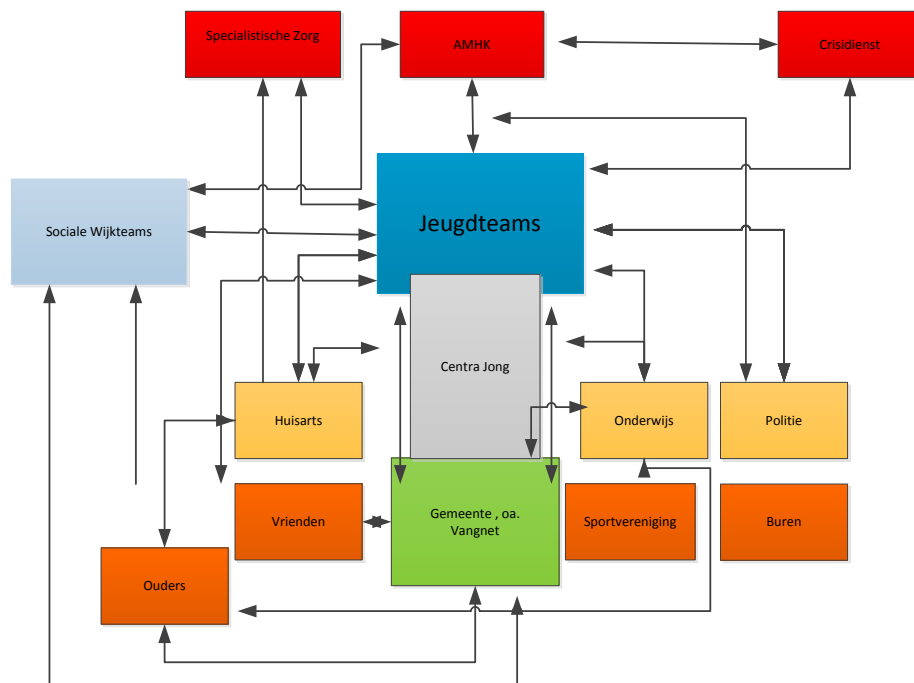 Specialistische Zorg
AMHK
Crisidienst
Jeugdteams
Sociale Wijkteams
Centra Jong
Huisarts
Onderwijs
Politie
Vrienden
Gemeente , oa.
Vangnet
Sportvereniging
Buren
Ouders